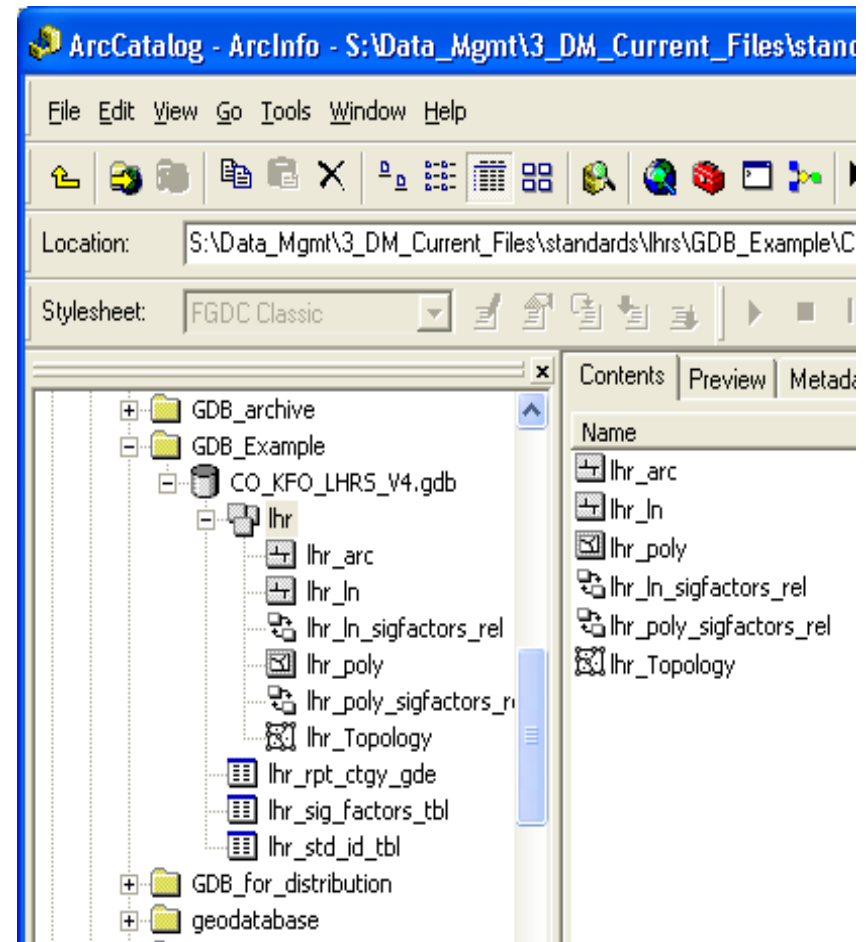 ArcCatalog - ArcInfo - S:\Data_Mgmt\3_DM_Current_Files\stand
File Edit View Go Tools Window Help
Location: S:\Data_Mgmt\3_DM_Current_Files\standards\lhrs\GDB_Example\C
Stylesheet: FGDC Classic
GDB_archive
GDB_Example
CO_KFO_LHRS_V4.gdb
lhr
lhr_arc
lhr_ln
lhr_ln_sigfactors_rel
lhr_poly
lhr_poly_sigfactors_r
lhr_Topology
lhr_rpt_ctgy_gde
lhr_sig_factors_tbl
lhr_std_id_tbl
GDB_for_distribution
geodatabase
Contents Preview Metada
Name
lhr_arc
lhr_ln
lhr_poly
lhr_ln_sigfactors_rel
lhr_poly_sigfactors_rel
lhr_Topology